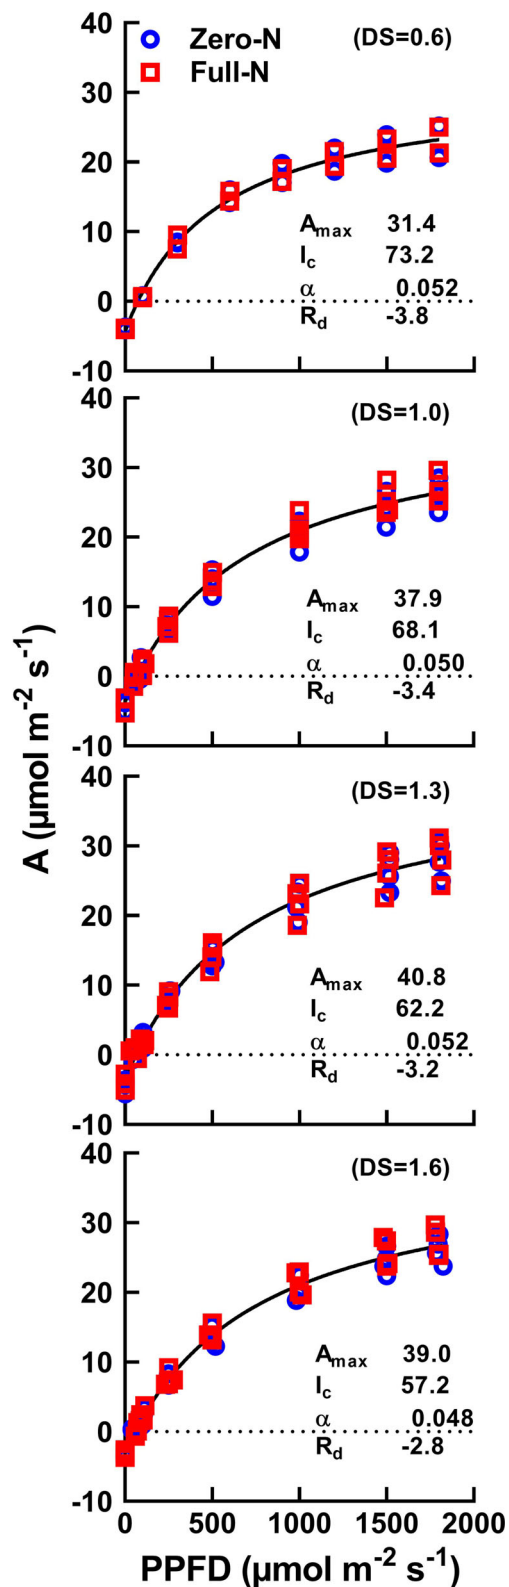 40
Zero-N
(DS=0.6)
Full-N
30
20
10
Amax 31.4
Ic 73.2
α 0.052
0
Rd -3.8
-10
40
(DS=1.0)
30
20
10
Amax 37.9
Ic 68.1
α 0.050
0
Rd -3.4
-10
A (µmol m⁻² s⁻¹)
40
(DS=1.3)
30
20
10
Amax 40.8
Ic 62.2
α 0.052
0
Rd -3.2
-10
40
(DS=1.6)
30
20
10
Amax 39.0
Ic 57.2
α 0.048
0
Rd -2.8
-10
0 500 1000 1500 2000
PPFD (µmol m⁻² s⁻¹)